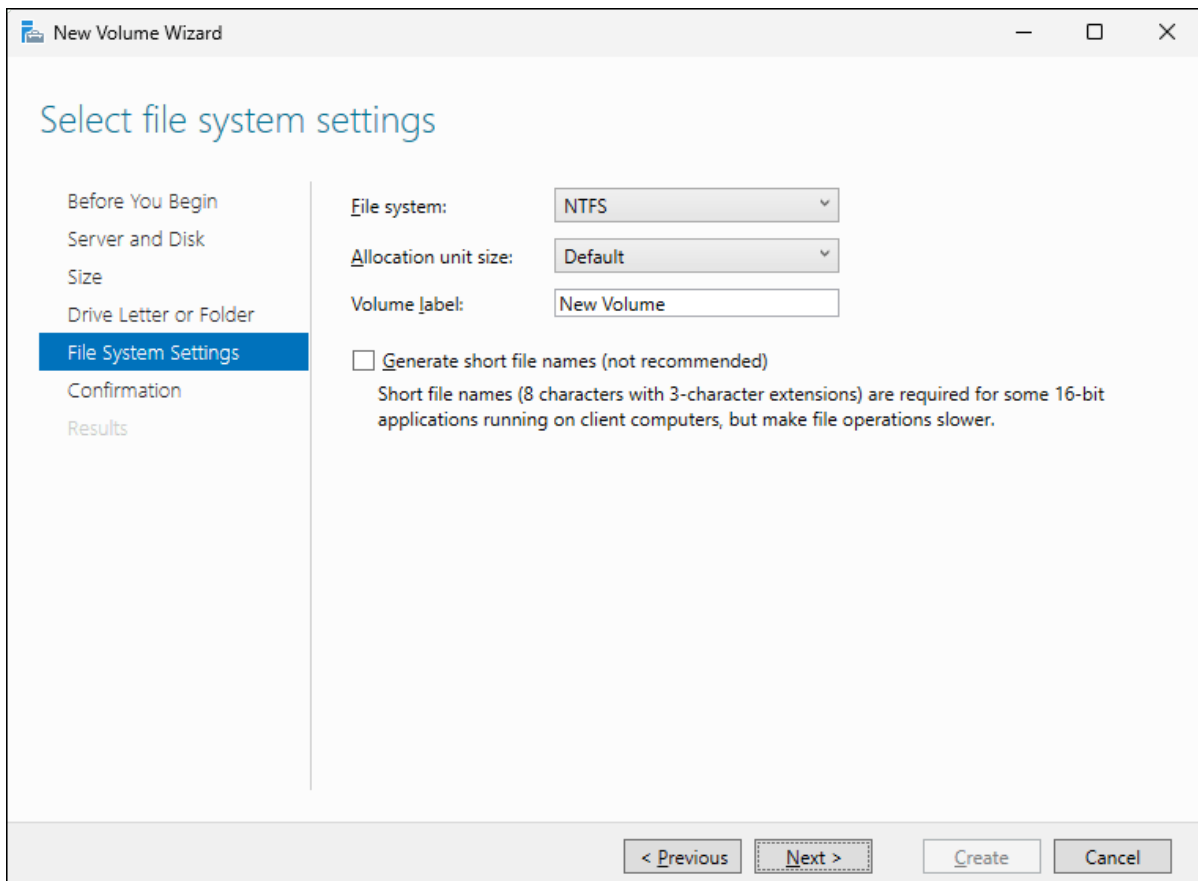 New Volume Wizard
Select file system settings
Before You Begin
Server and Disk
Size
Drive Letter or Folder
File System Settings
Confirmation
Results
File system:
NTFS
Allocation unit size:
Default
Volume label:
New Volume
Generate short file names (not recommended)
Short file names (8 characters with 3-character extensions) are required for some 16-bit
applications running on client computers, but make file operations slower.
< Previous
Next >
Create
Cancel